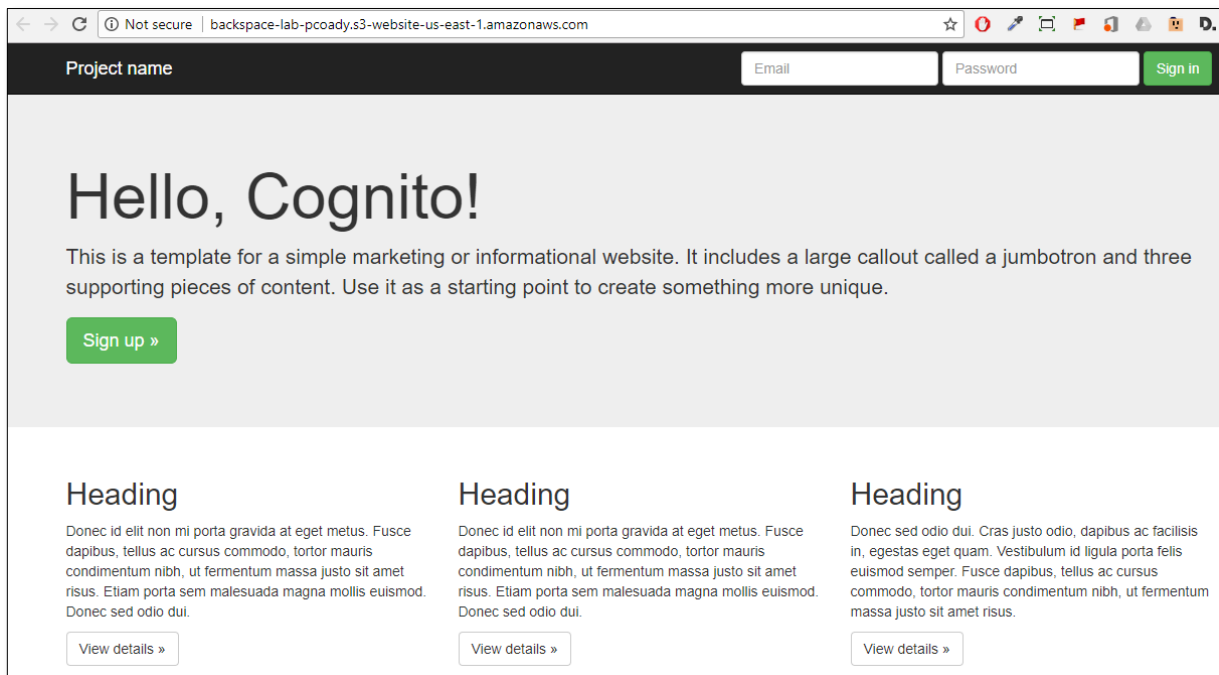 Not secure | backspace-lab-pcoady.s3-website-us-east-1.amazonaws.com
Project name
Email
Password
Sign in
Hello, Cognito!
This is a template for a simple marketing or informational website. It includes a large callout called a jumbotron and three
supporting pieces of content. Use it as a starting point to create something more unique.
Sign up »
Heading
Donec id elit non mi porta gravida at eget metus. Fusce
dapibus, tellus ac cursus commodo, tortor mauris
condimentum nibh, ut fermentum massa justo sit amet
risus. Etiam porta sem malesuada magna mollis euismod.
Donec sed odio dui.
View details »
Heading
Donec id elit non mi porta gravida at eget metus. Fusce
dapibus, tellus ac cursus commodo, tortor mauris
condimentum nibh, ut fermentum massa justo sit amet
risus. Etiam porta sem malesuada magna mollis euismod.
Donec sed odio dui.
View details »
Heading
Donec sed odio dui. Cras justo odio, dapibus ac facilisis
in, egestas eget quam. Vestibulum id ligula porta felis
euismod semper. Fusce dapibus, tellus ac cursus
commodo, tortor mauris condimentum nibh, ut fermentum
massa justo sit amet risus.
View details »